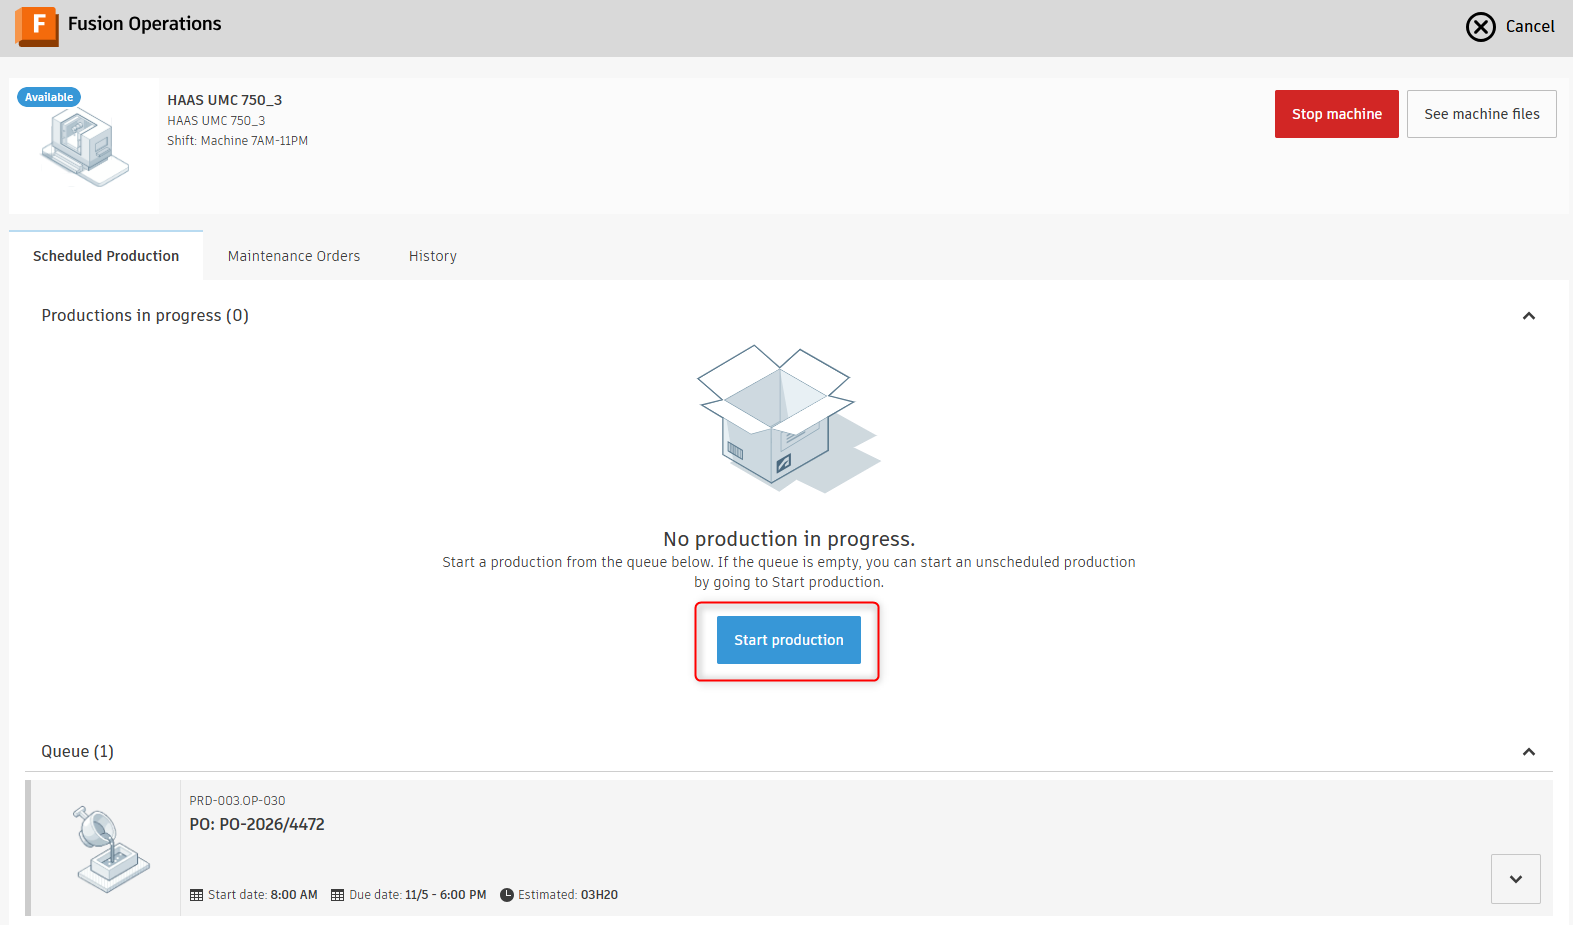 F Fusion Operations
Cancel
Available
HAAS UMC 750_3
HAAS UMC 750_3
Shift: Machine 7AM-11PM
Stop machine
See machine files
Scheduled Production
Maintenance Orders
History
Productions in progress (0)
No production in progress.
Start a production from the queue below. If the queue is empty, you can start an unscheduled production
by going to Start production.
Start production
Queue (1)
PRD-003.OP-030
PO: PO-2026/4472
Start date: 8:00 AM
Due date: 11/5 - 6:00 PM
Estimated: 03H20